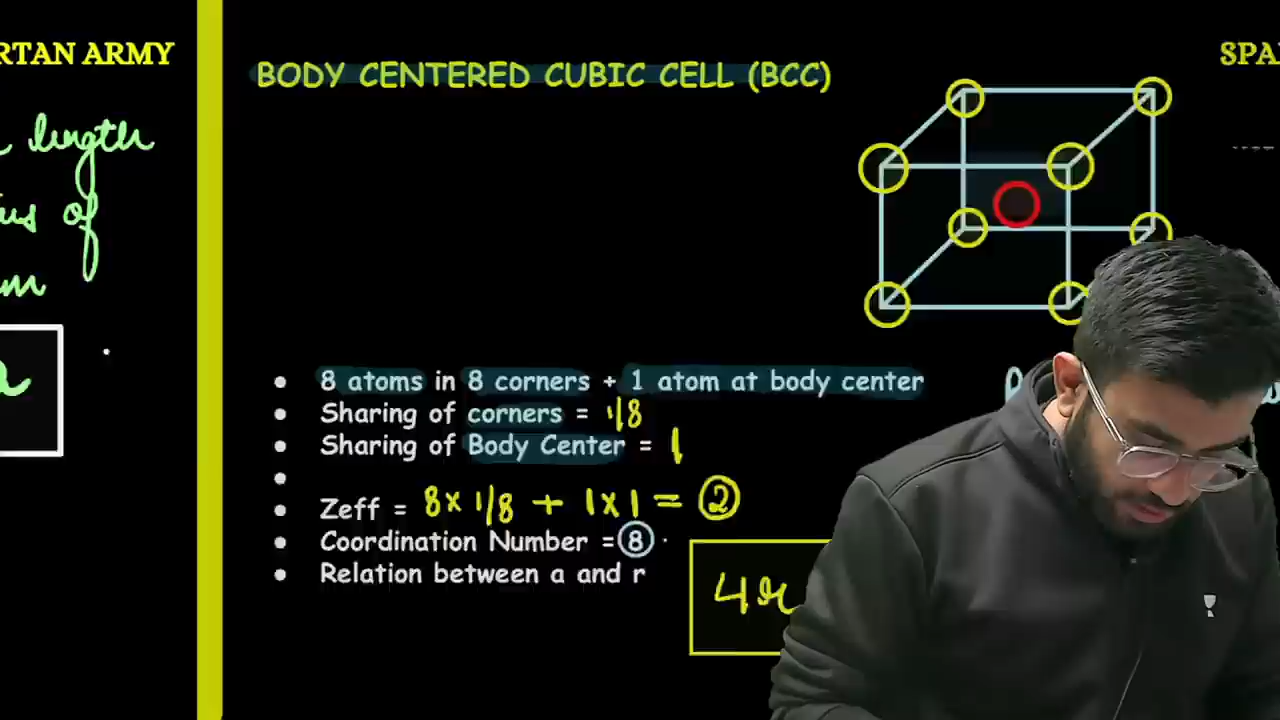 RTAN ARMY
length
of
BODY CENTERED CUBIC CELL (BCC)
SPA
8 atoms in 8 corners + 1 atom at body center
Sharing of corners = 1/8
Sharing of Body Center = 1
Zeff = 8 x 1/8 + 1 x 1 = 2
Coordination Number = 8
Relation between a and r
4r